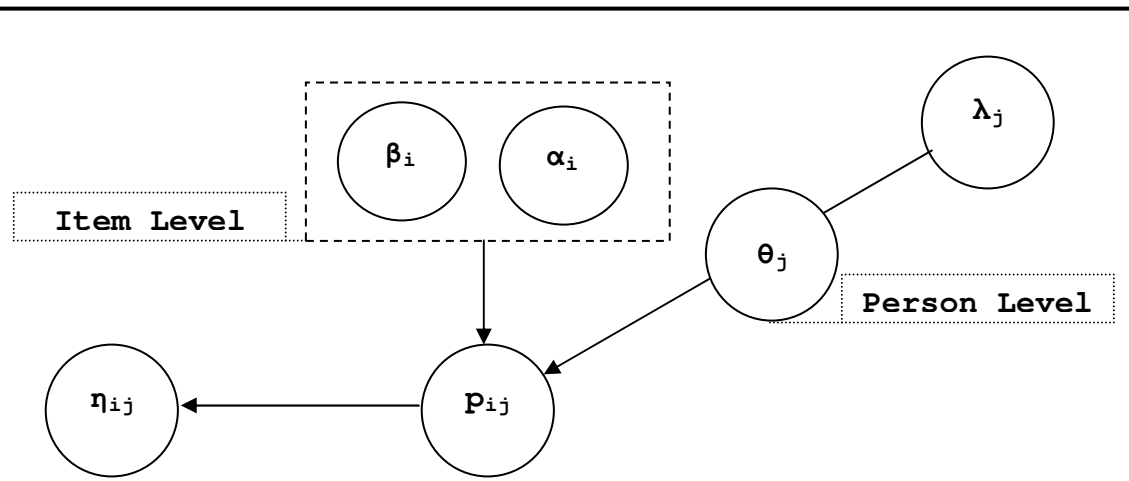 λj
βi
αi
Item Level
θj
Person Level
ηij
pij